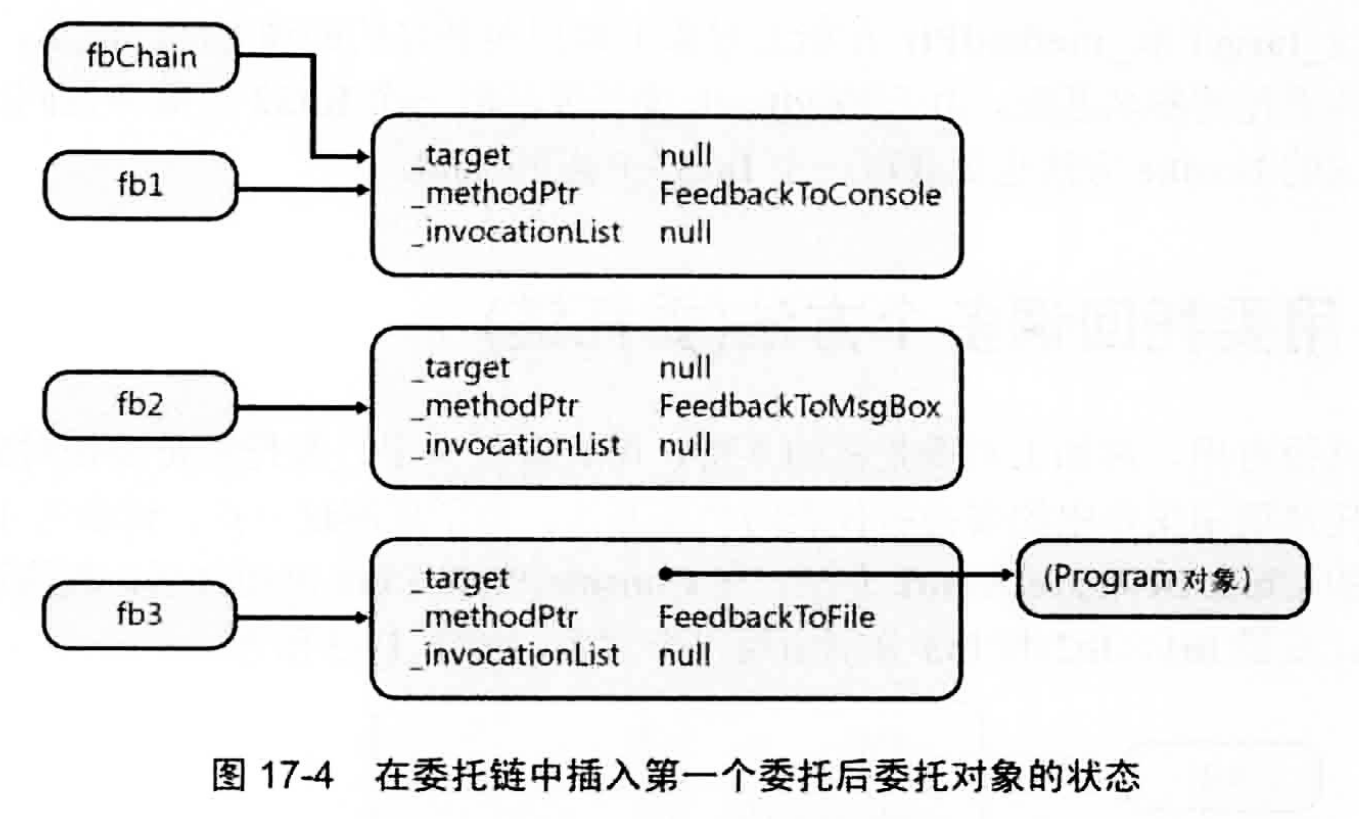 fbChain
_target null
_methodPtr FeedbackToConsole
_invocationList null
fb1
_target null
_methodPtr FeedbackToMsgBox
_invocationList null
fb2
_target
_methodPtr FeedbackToFile
_invocationList null
(Program 对象)
fb3
图 17-4 在委托链中插入第一个委托后委托对象的状态